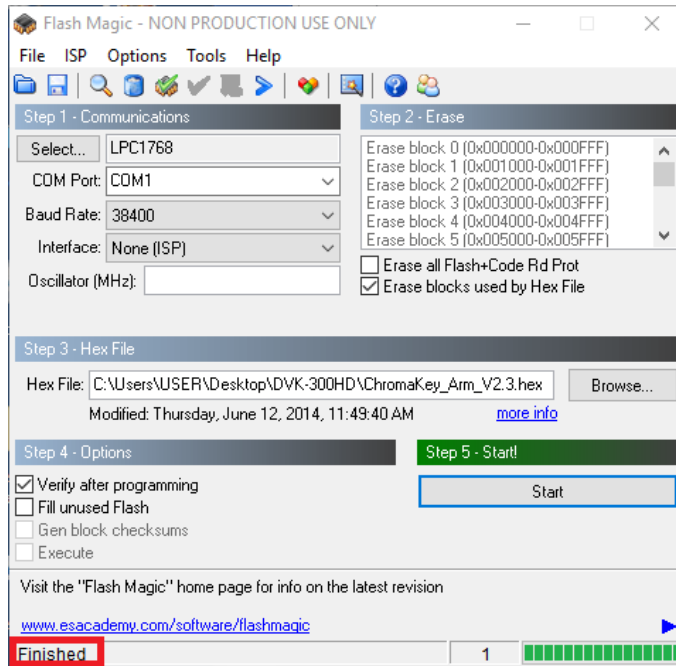 Flash Magic - NON PRODUCTION USE ONLY
File ISP Options Tools Help
Step 1 - Communications
Select... LPC1768
COM Port: COM1
Baud Rate: 38400
Interface: None (ISP)
Oscillator (MHz):
Step 2 - Erase
Erase block 0 (0x000000-0x000FFF)
Erase block 1 (0x001000-0x001FFF)
Erase block 2 (0x002000-0x002FFF)
Erase block 3 (0x003000-0x003FFF)
Erase block 4 (0x004000-0x004FFF)
Erase block 5 (0x005000-0x005FFF)
Erase all Flash+Code Rd Prot
Erase blocks used by Hex File
Step 3 - Hex File
Hex File: C:\Users\USER\Desktop\DVK-300HD\ChromaKey_Arm_V2.3.hex Browse...
Modified: Thursday, June 12, 2014, 11:49:40 AM more info
Step 4 - Options
Verify after programming
Fill unused Flash
Gen block checksums
Execute
Step 5 - Start!
Start
Visit the "Flash Magic" home page for info on the latest revision
www.esacademy.com/software/flashmagic
Finished 1